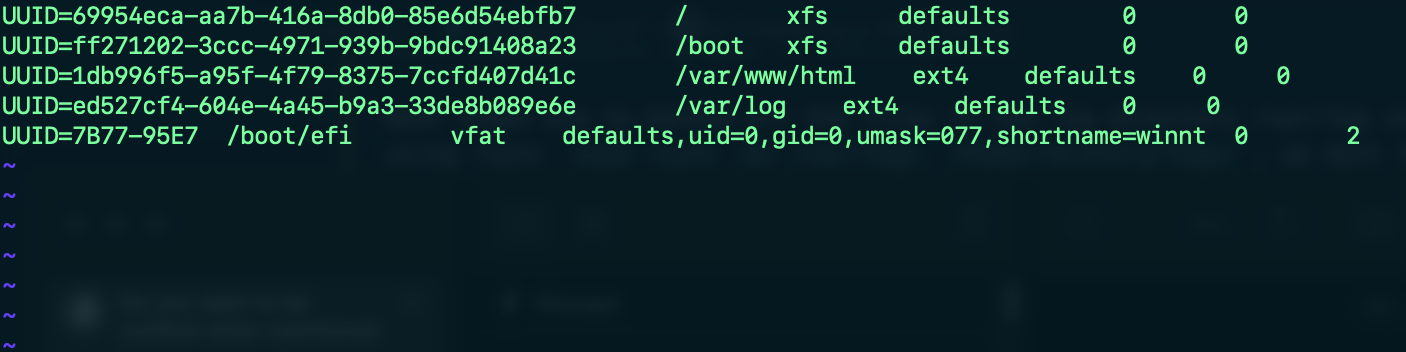 UUID=69954eca-aa7b-416a-8db0-85e6d54ebfb7 / xfs defaults 0 0
UUID=ff271202-3ccc-4971-939b-9bdc91408a23 /boot xfs defaults 0 0
UUID=1db996f5-a95f-4f79-8375-7ccfd407d41c /var/www/html ext4 defaults 0 0
UUID=ed527cf4-604e-4a45-b9a3-33de8b089e6e /var/log ext4 defaults 0 0
UUID=7B77-95E7 /boot/efi vfat defaults,uid=0,gid=0,umask=077,shortname=winnt 0 2
~
~
~
~
~
~
~